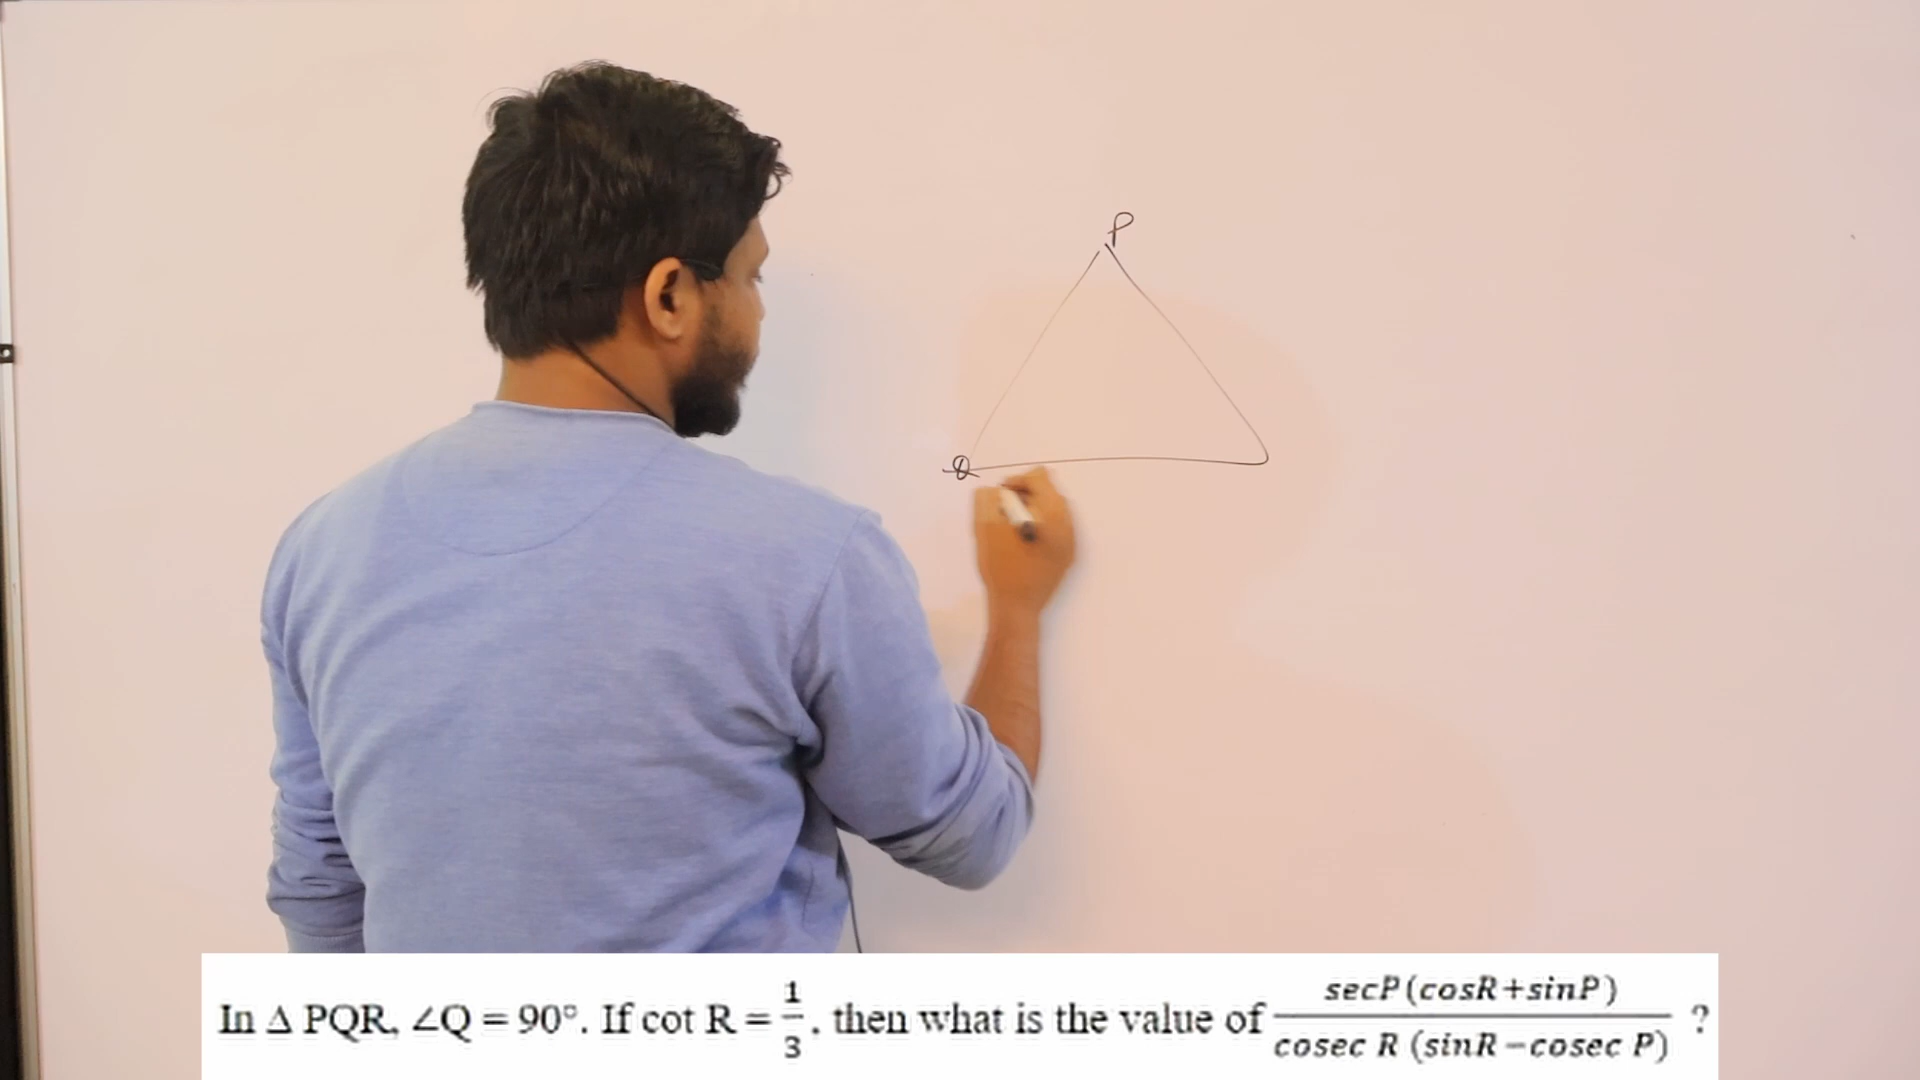 P
Q
In Δ PQR, ∠Q = 90°. If cot R = 1/3, then what is the value of secP(cosR+sinP)/cosec R (sinR−cosec P) ?